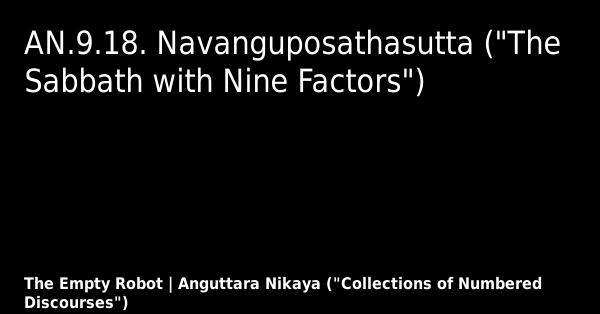 AN.9.18. Navanguposathasutta ("The
Sabbath with Nine Factors")
The Empty Robot | Anguttara Nikaya ("Collections of Numbered
Discourses")